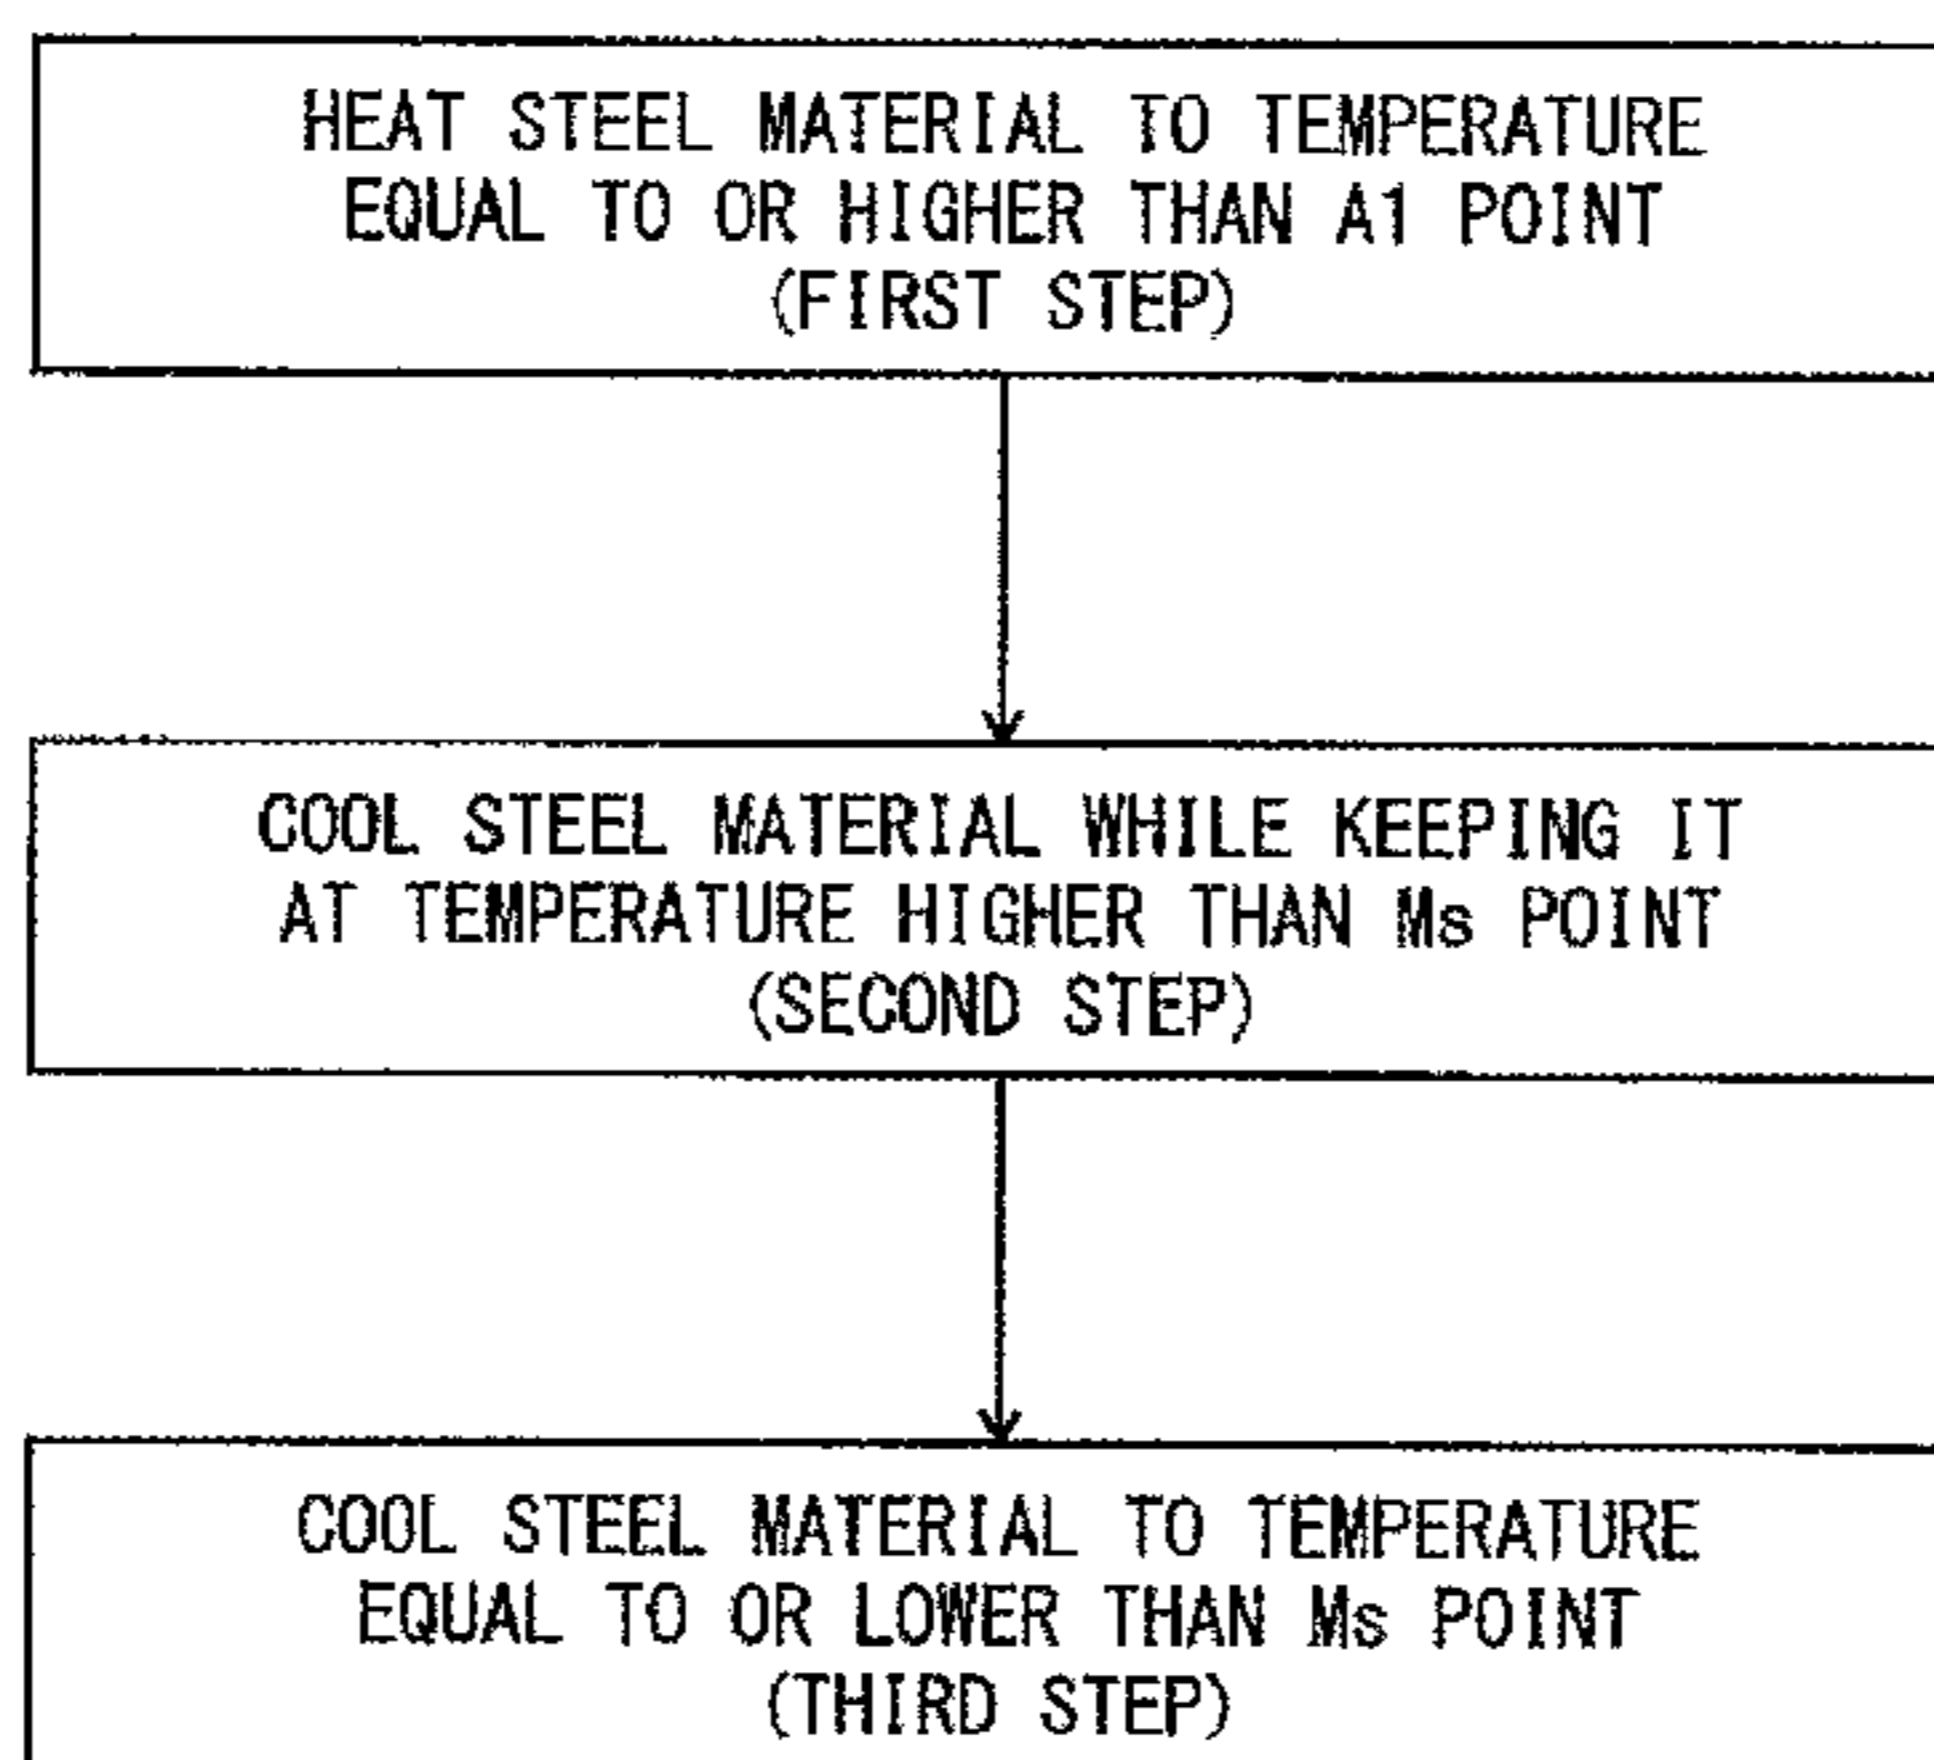 HEAT STEEL MATERIAL TO TEMPERATURE
EQUAL TO OR HIGHER THAN A1 POINT
(FIRST STEP)
COOL STEEL MATERIAL WHILE KEEPING IT
AT TEMPERATURE HIGHER THAN Ms POINT
(SECOND STEP)
COOL STEEL MATERIAL TO TEMPERATURE
EQUAL TO OR LOWER THAN Ms POINT
(THIRD STEP)